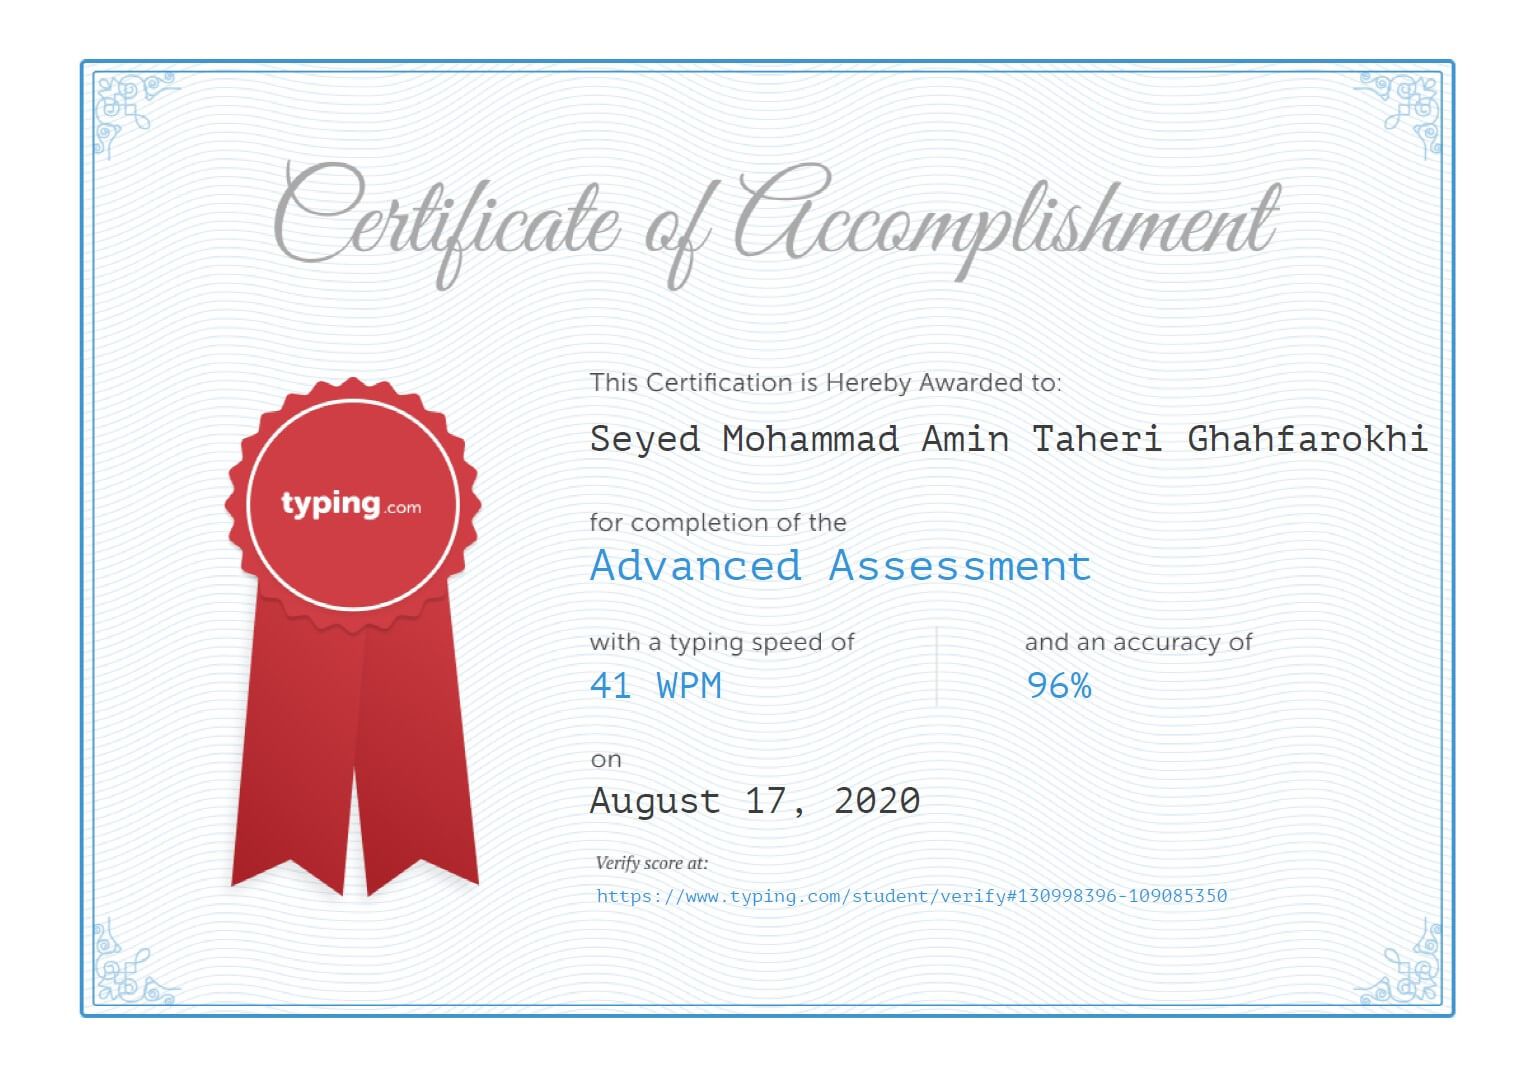 Certificate of Accomplishment
typing.com
This Certification is Hereby Awarded to:
Seyed Mohammad Amin Taheri Ghahfarokhi
for completion of the
Advanced Assessment
with a typing speed of
41 WPM
and an accuracy of
96%
on
August 17, 2020
Verify score at:
https://www.typing.com/student/verify#130998396-109085350